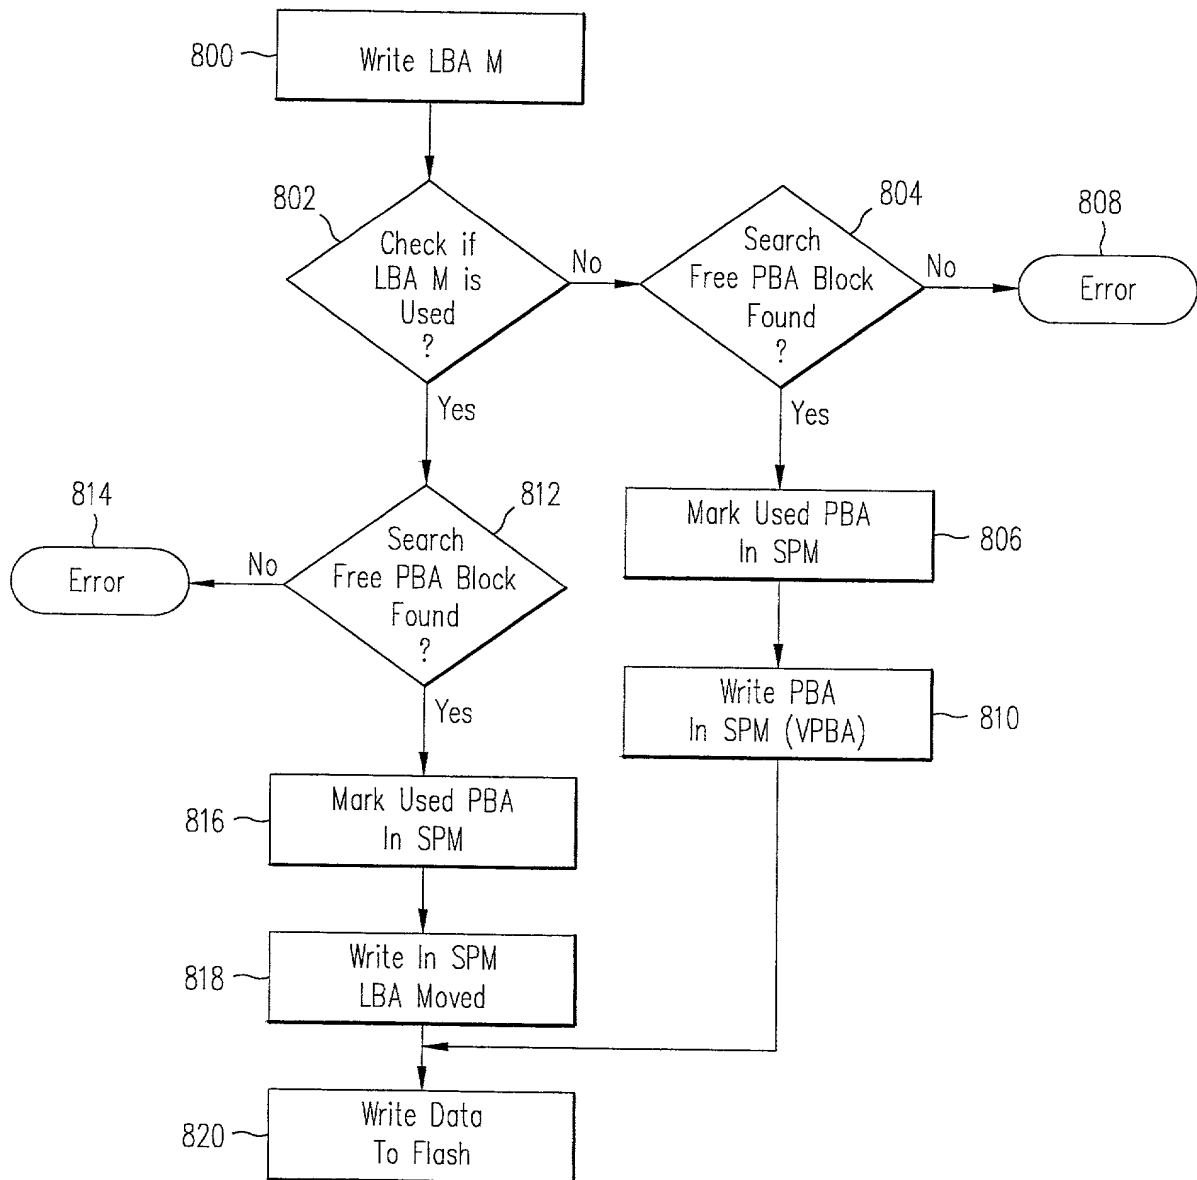 800
Write LBA M
802
Check if
LBA M is
Used
?
No
Yes
804
Search
Free PBA Block
Found
?
No
Yes
808
Error
806
Mark Used PBA
In SPM
810
Write PBA
In SPM (VPBA)
812
Search
Free PBA Block
Found
?
No
Yes
814
Error
816
Mark Used PBA
In SPM
818
Write In SPM
LBA Moved
820
Write Data
To Flash